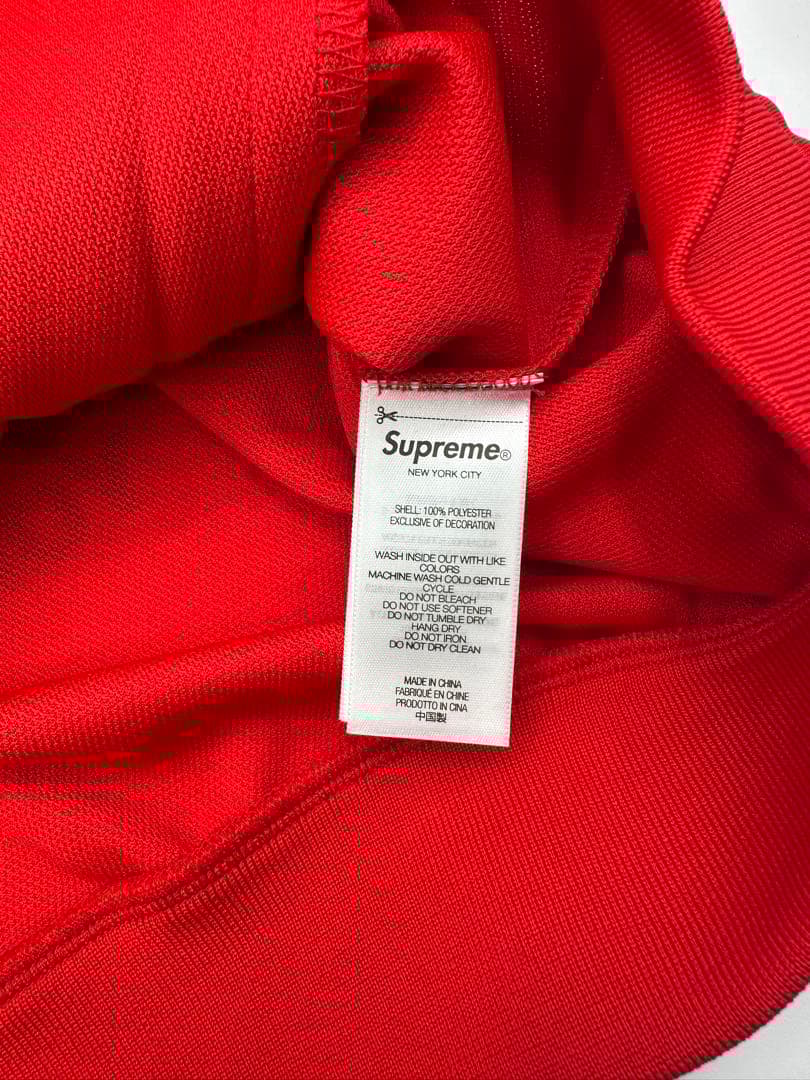 Supreme®
NEW YORK CITY
SHELL: 100% POLYESTER
EXCLUSIVE OF DECORATION
WASH INSIDE OUT WITH LIKE
COLORS
MACHINE WASH COLD GENTLE
CYCLE
DO NOT BLEACH
DO NOT USE SOFTENER
DO NOT TUMBLE DRY
HANG DRY
DO NOT IRON
DO NOT DRY CLEAN
MADE IN CHINA
FABRIQUÉ EN CHINE
PRODOTTO IN CINA
中国製